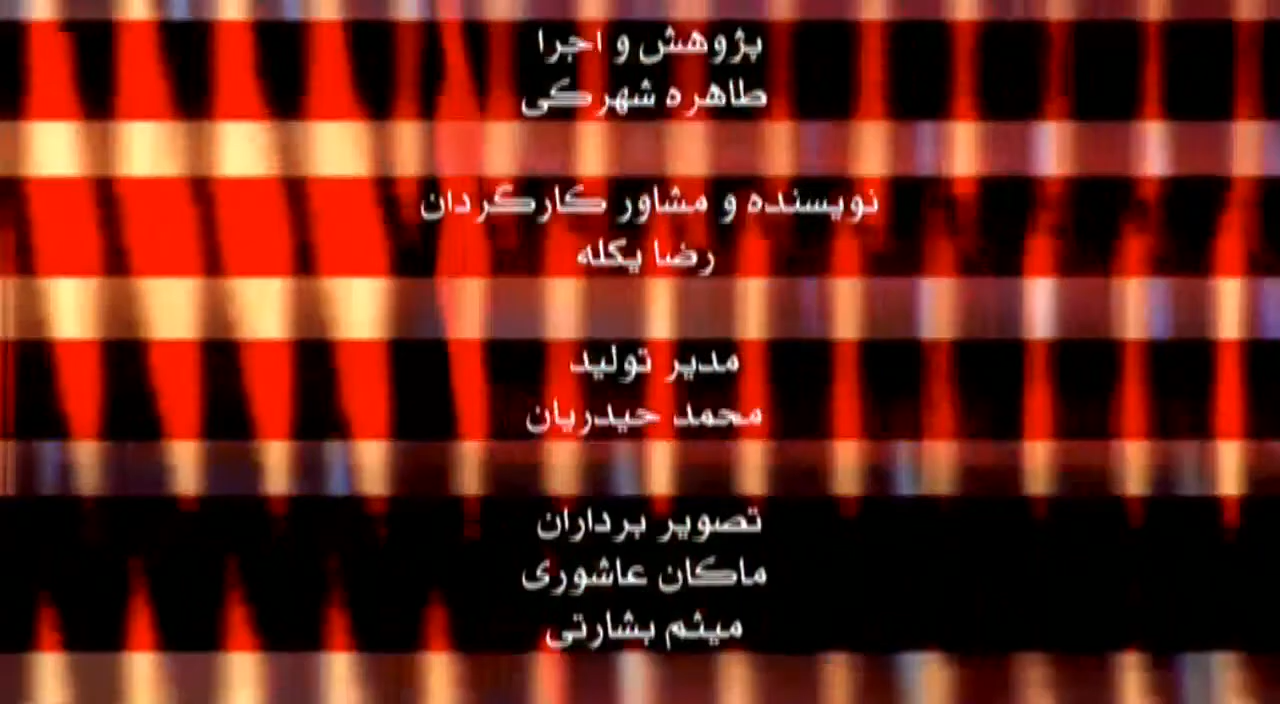 پژوهش و اجرا
طاهره شهرکی
نویسنده و مشاور کارگردان
رضا یکله
مدیر تولید
محمد حیدریان
تصویر برداران
ماکان عاشوری
میثم بشارتی